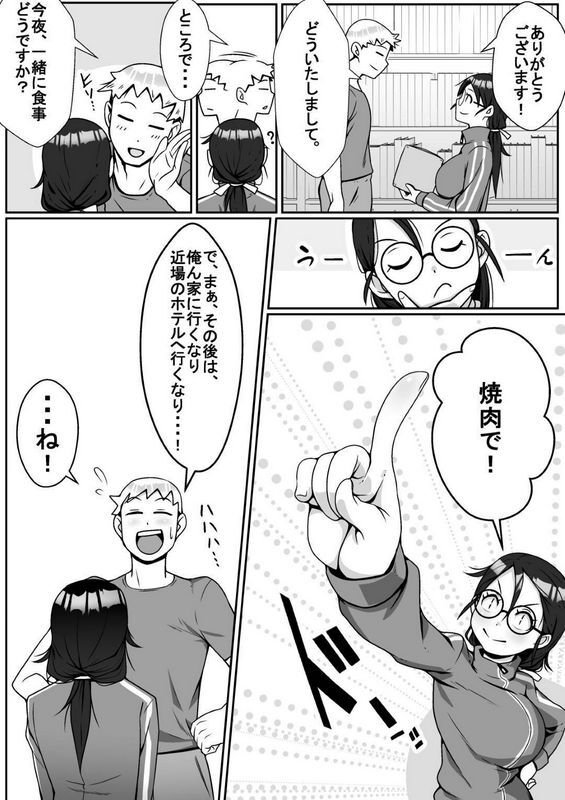 ありがとう
ございます！
どういたしまして。
ところで・・
？
今夜、一緒に食事
どうですか？
うーーーん
焼肉で！
バーン
で、まぁ、その後は、
俺ん家に行くなり
近場のホテルへ行くなり・・・！
ハハハ・・
・・・ね！